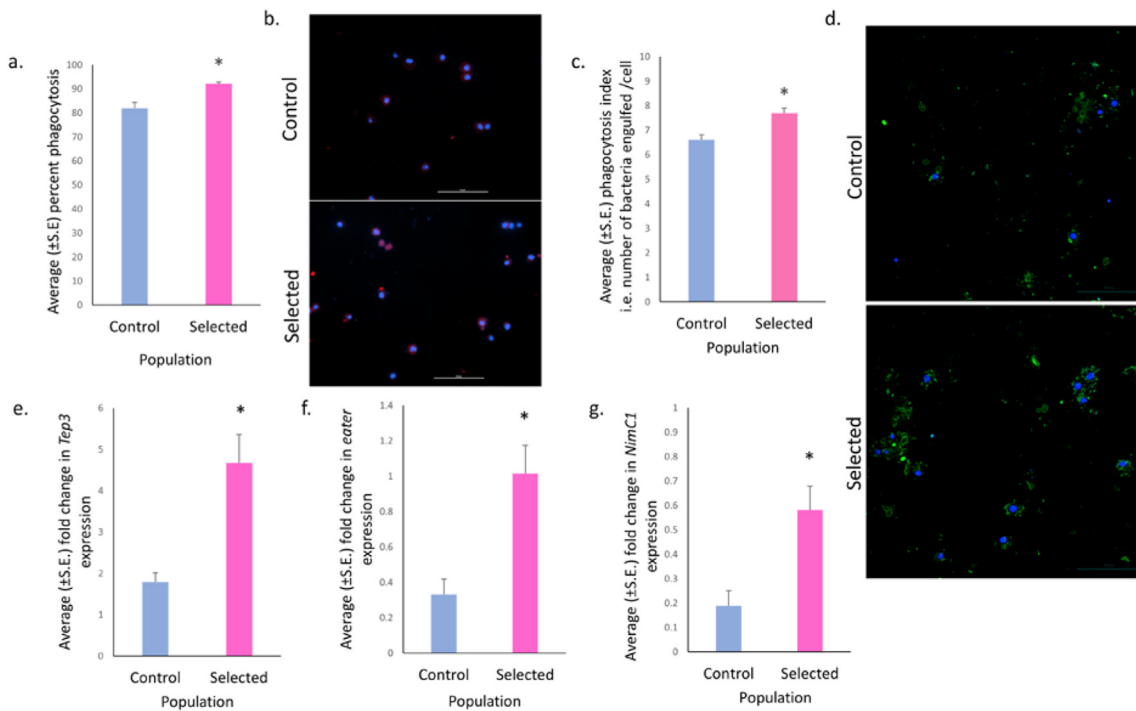 a.
Average (±S.E) percent phagocytosis
100
90
80
70
60
50
40
30
20
10
0
*
Control
Selected
Population
b.
Control
Selected
c.
Average (±S.E.) phagocytosis index
i.e. number of bacteria engulfed /cell
10
9
8
7
6
5
4
3
2
1
0
*
Control
Selected
Population
d.
Control
Selected
e.
Average (±S.E.) fold change in Tep3
expression
6
5
4
3
2
1
0
*
Control
Selected
Population
f.
Average (±S.E.) fold change in eater
expression
1.4
1.2
1
0.8
0.6
0.4
0.2
0
*
Control
Selected
Population
g.
Average (±S.E.) fold change in NimC1
expression
1
0.9
0.8
0.7
0.6
0.5
0.4
0.3
0.2
0.1
0
*
Control
Selected
Population